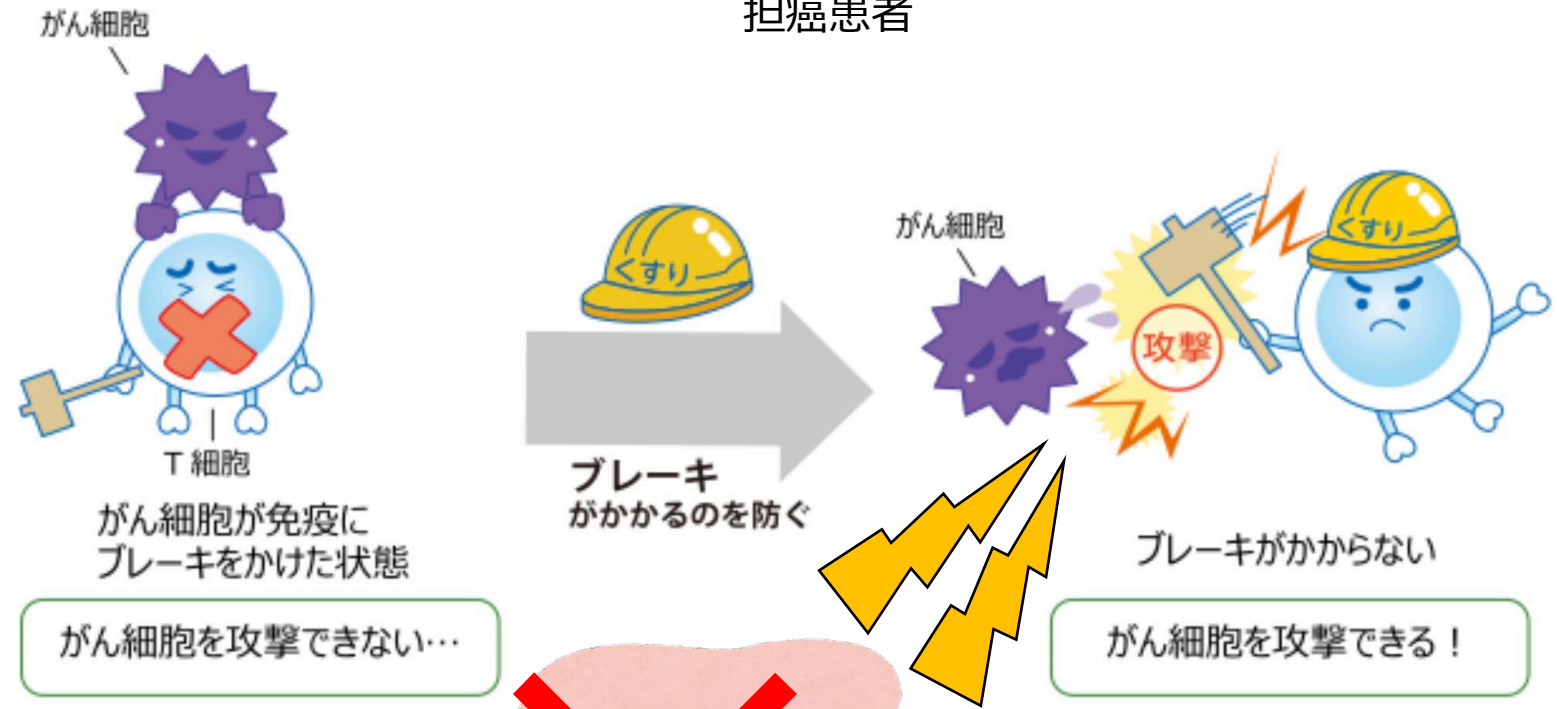 担癌患者
がん細胞
T 細胞
がん細胞が免疫に
ブレーキをかけた状態
がん細胞を攻撃できない…
くすり
ブレーキ
がかかるのを防ぐ
がん細胞
攻撃
くすり
ブレーキがかからない
がん細胞を攻撃できる！